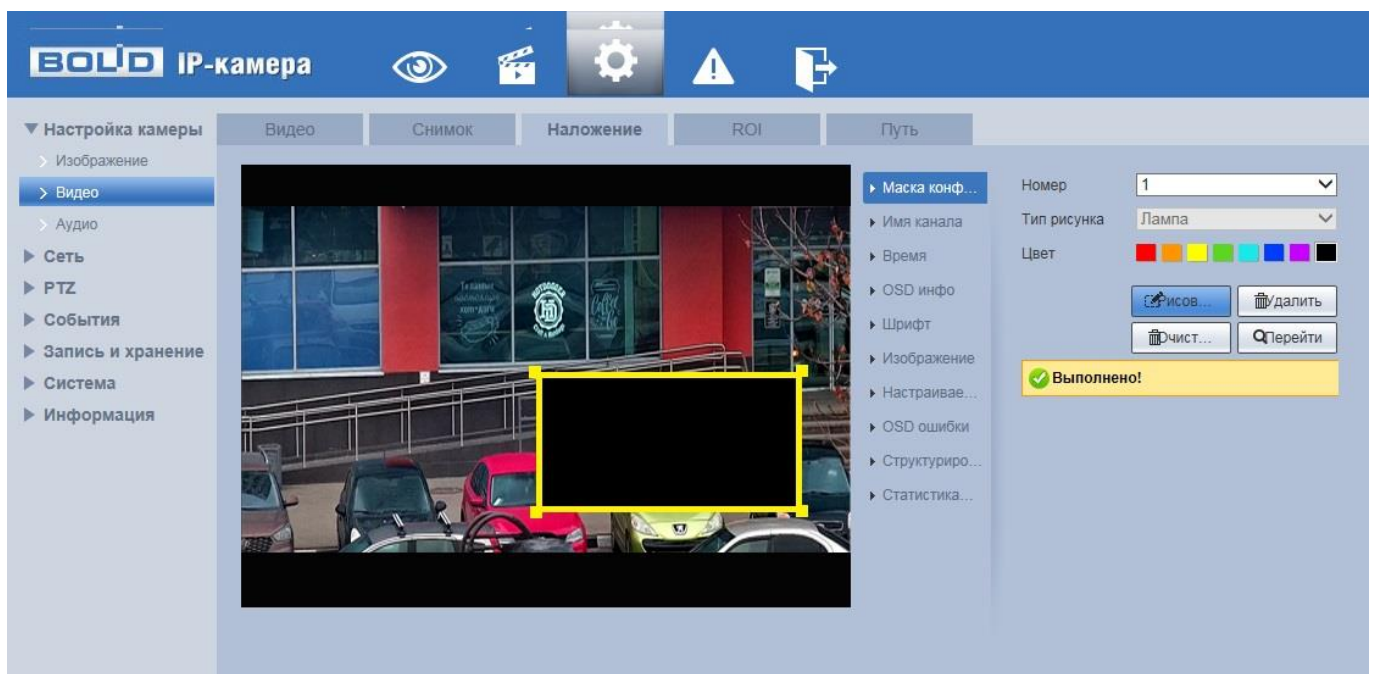 BOLID IP-камера
Настройка камеры
Изображение
Видео
Аудио
Сеть
PTZ
События
Запись и хранение
Система
Информация
Видео Снимок Наложение ROI Путь
HOTDOGGER
HD
Маска конф...
Имя канала
Время
OSD инфо
Шрифт
Изображение
Настраивае...
OSD ошибки
Структуриро...
Статистика...
Номер 1
Тип рисунка Лампа
Цвет
Рисов... Удалить
Очист... Перейти
Выполнено!